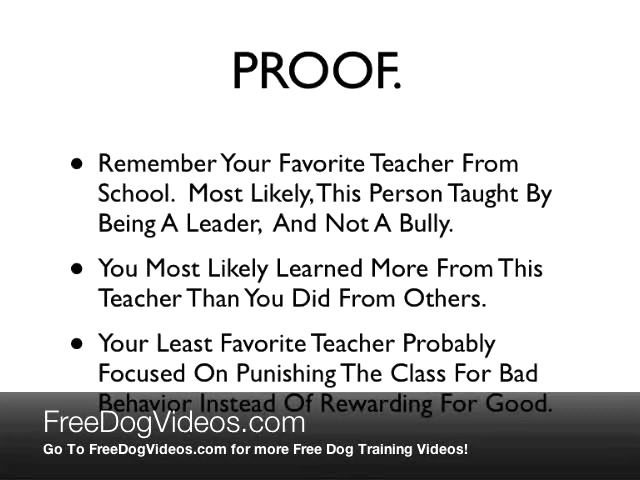 PROOF.
• Remember Your Favorite Teacher From
School. Most Likely, This Person Taught By
Being A Leader, And Not A Bully.
• You Most Likely Learned More From This
Teacher Than You Did From Others.
• Your Least Favorite Teacher Probably
Focused On Punishing The Class For Bad
Behavior Instead Of Rewarding For Good.
FreeDogVideos.com
Go To FreeDogVideos.com for more Free Dog Training Videos!